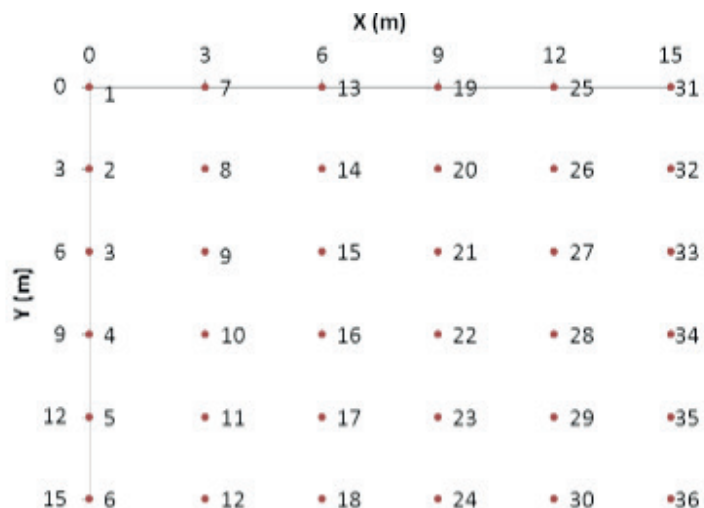 X (m)
0 3 6 9 12 15
0 1 7 13 19 25 31
3 2 8 14 20 26 32
6 3 9 15 21 27 33
Y (m)
9 4 10 16 22 28 34
12 5 11 17 23 29 35
15 6 12 18 24 30 36